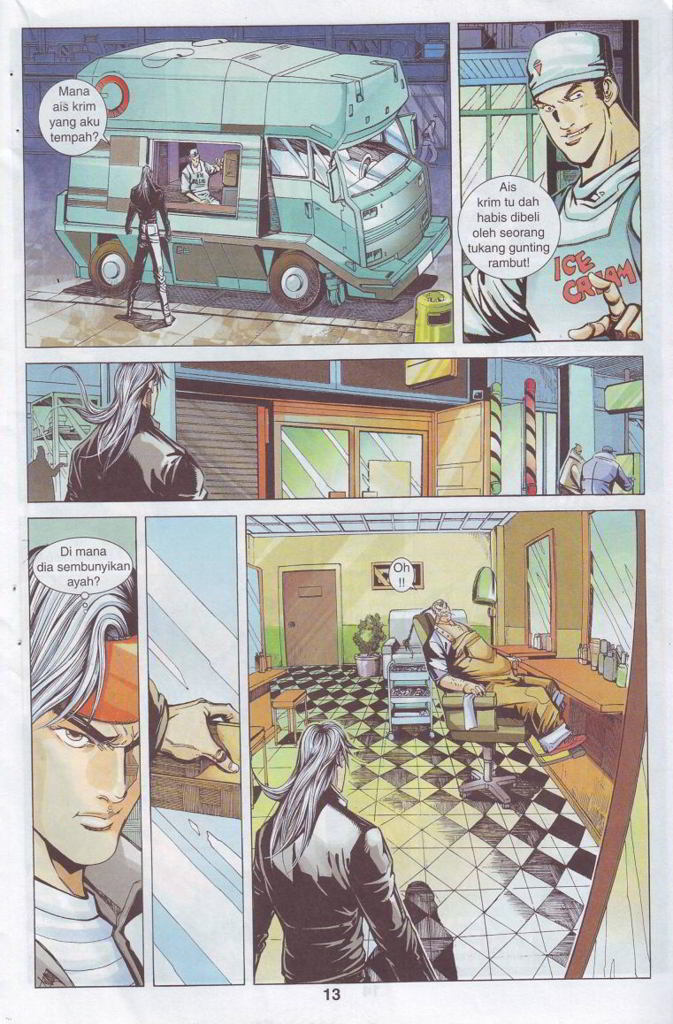 Mana
ais krim
yang aku
tempah?
Ais
krim tu dah
habis dibeli
oleh seorang
tukang gunting
rambut!
ICE
CREAM
Di mana
dia sembunyikan
ayah?
Oh
!!
13